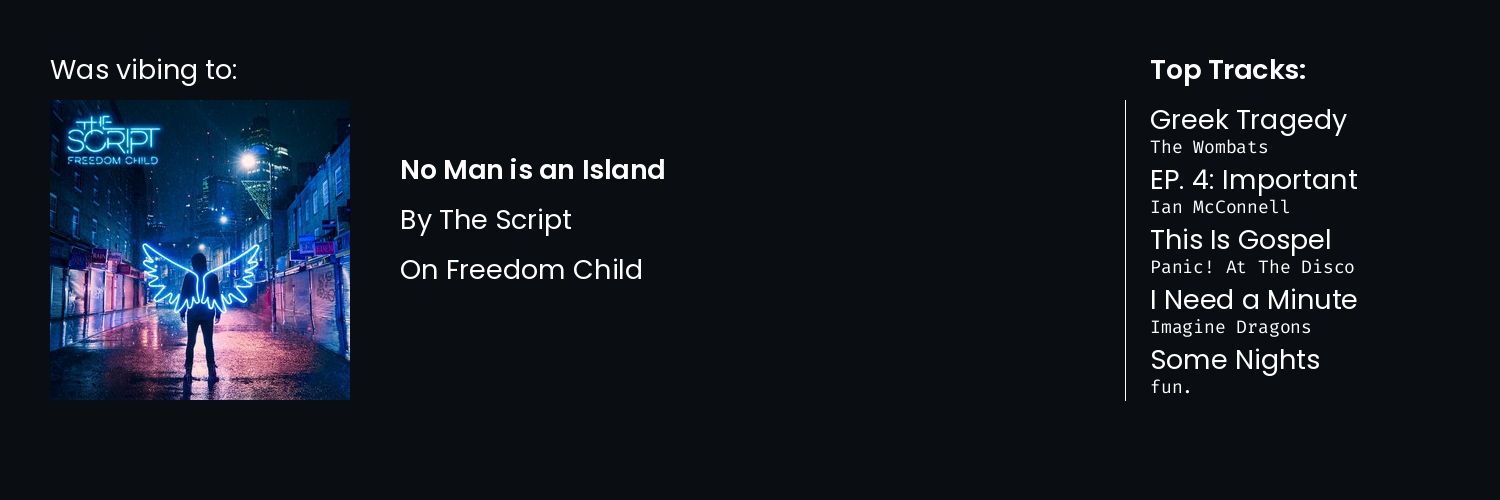 Was vibing to:
THE
SCRIPT
FREEDOM CHILD
No Man is an Island
By The Script
On Freedom Child
Top Tracks:
Greek Tragedy
The Wombats
EP. 4: Important
Ian McConnell
This Is Gospel
Panic! At The Disco
I Need a Minute
Imagine Dragons
Some Nights
fun.